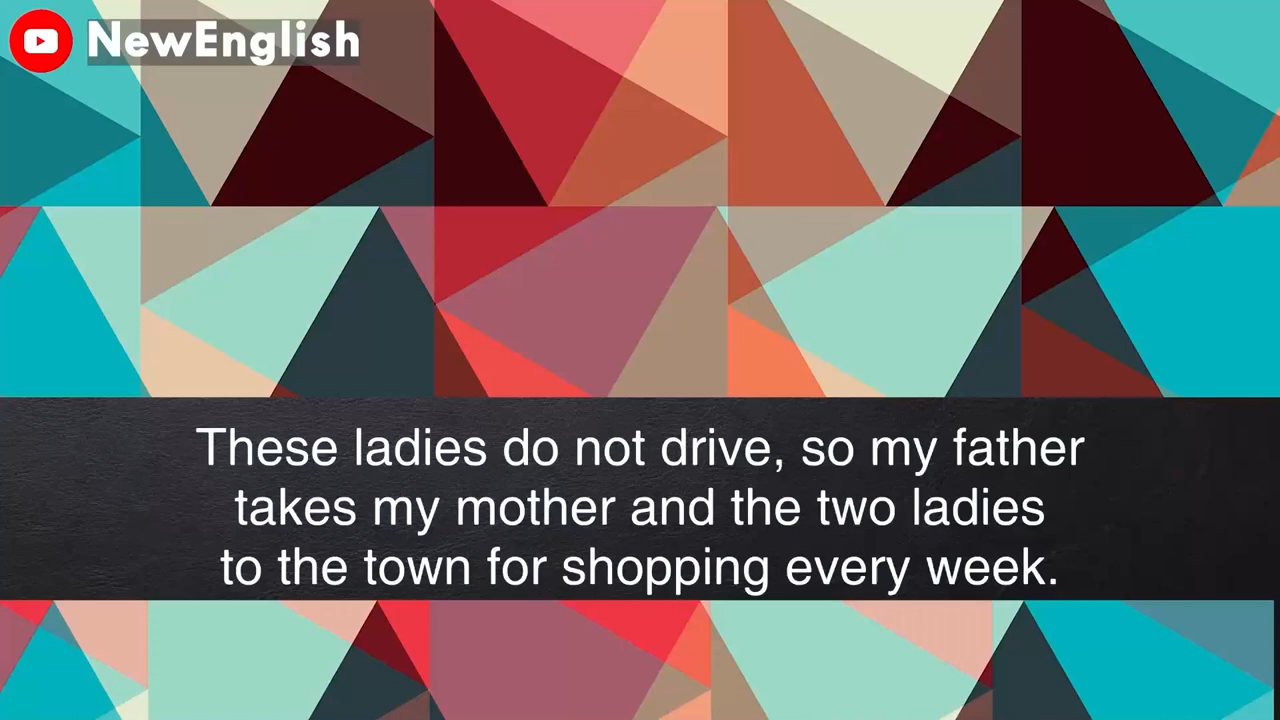 NewEnglish
These ladies do not drive, so my father
takes my mother and the two ladies
to the town for shopping every week.